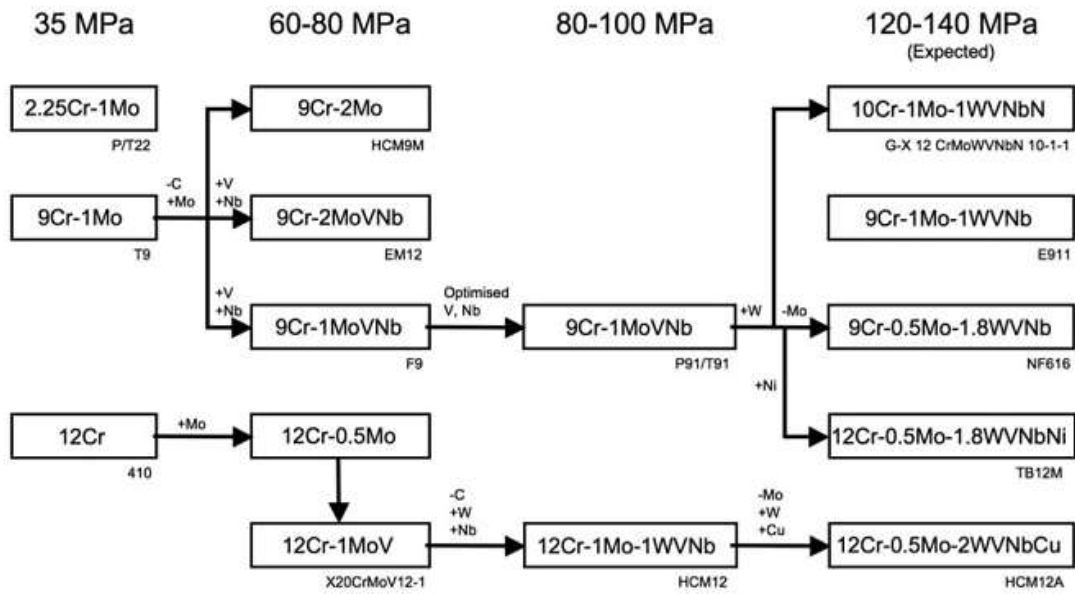 35 MPa
60-80 MPa
80-100 MPa
120-140 MPa
(Expected)
2.25Cr-1Mo
P/T22
9Cr-2Mo
HCM9M
10Cr-1Mo-1WVNbN
G-X 12 CrMoWVNbN 10-1-1
9Cr-1Mo
T9
-C
+Mo
+V
+Nb
9Cr-2MoVNb
EM12
9Cr-1Mo-1WVNb
E911
+V
+Nb
9Cr-1MoVNb
F9
Optimised
V, Nb
9Cr-1MoVNb
P91/T91
+W
-Mo
9Cr-0.5Mo-1.8WVNb
NF616
+Ni
12Cr
410
+Mo
12Cr-0.5Mo
12Cr-0.5Mo-1.8WVNbNi
TB12M
12Cr-1MoV
X20CrMoV12-1
-C
+W
+Nb
12Cr-1Mo-1WVNb
HCM12
-Mo
+W
+Cu
12Cr-0.5Mo-2WVNbCu
HCM12A